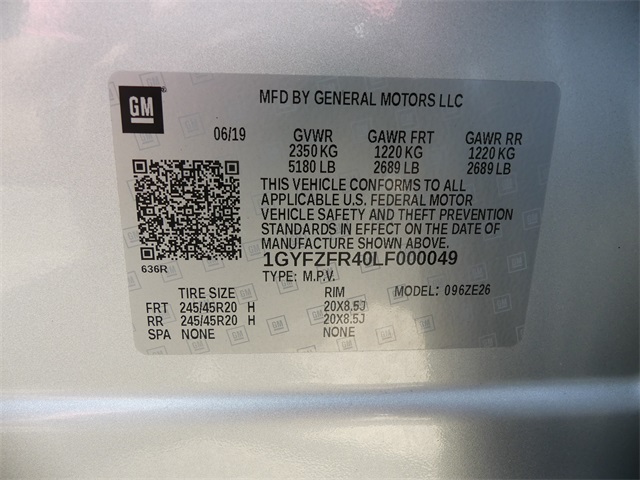 GM
MFD BY GENERAL MOTORS LLC
06/19 GVWR GAWR FRT GAWR RR
2350 KG 1220 KG 1220 KG
5180 LB 2689 LB 2689 LB
THIS VEHICLE CONFORMS TO ALL
APPLICABLE U.S. FEDERAL MOTOR
VEHICLE SAFETY AND THEFT PREVENTION
STANDARDS IN EFFECT ON THE DATE OF
MANUFACTURE SHOWN ABOVE.
636R
1GYFZFR40LF000049
TYPE: M.P.V.
TIRE SIZE RIM MODEL: 096ZE26
FRT 245/45R20 H 20X8.5J
RR 245/45R20 H 20X8.5J
SPA NONE NONE